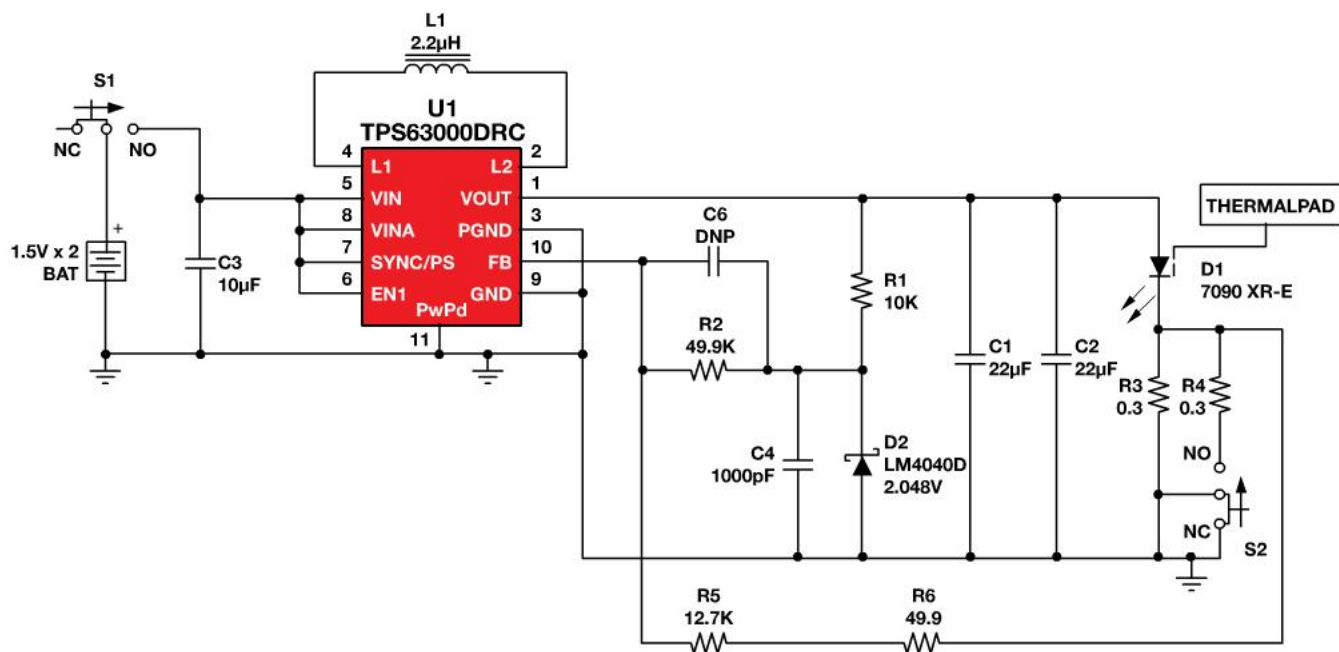 L1
2.2µH
S1
NC
NO
U1
TPS63000DRC
4
2
L1
L2
5
1
VIN
VOUT
8
3
VINA
PGND
7
10
SYNC/PS
FB
6
9
EN1
GND
PwPd
11
+
1.5V x 2
BAT
C3
10µF
C6
DNP
R1
10K
R2
49.9K
C1
22µF
C2
22µF
THERMALPAD
D1
7090 XR-E
R3
0.3
R4
0.3
C4
1000pF
D2
LM4040D
2.048V
NO
NC
S2
R5
12.7K
R6
49.9